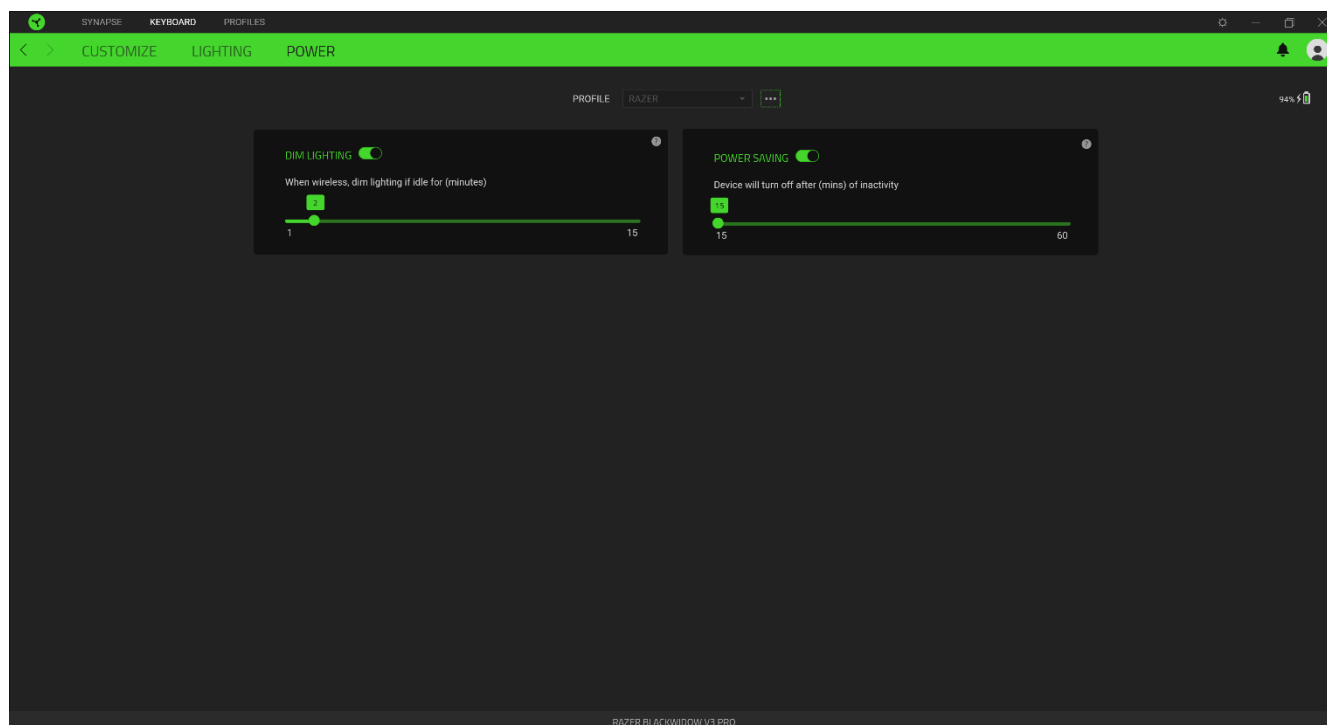 SYNAPSE KEYBOARD PROFILES
CUSTOMIZE LIGHTING POWER
PROFILE RAZER
94%
DIM LIGHTING
When wireless, dim lighting if idle for (minutes)
2
1 15
POWER SAVING
Device will turn off after (mins) of inactivity
15
15 60
RAZER BLACKWIDOW V3 PRO